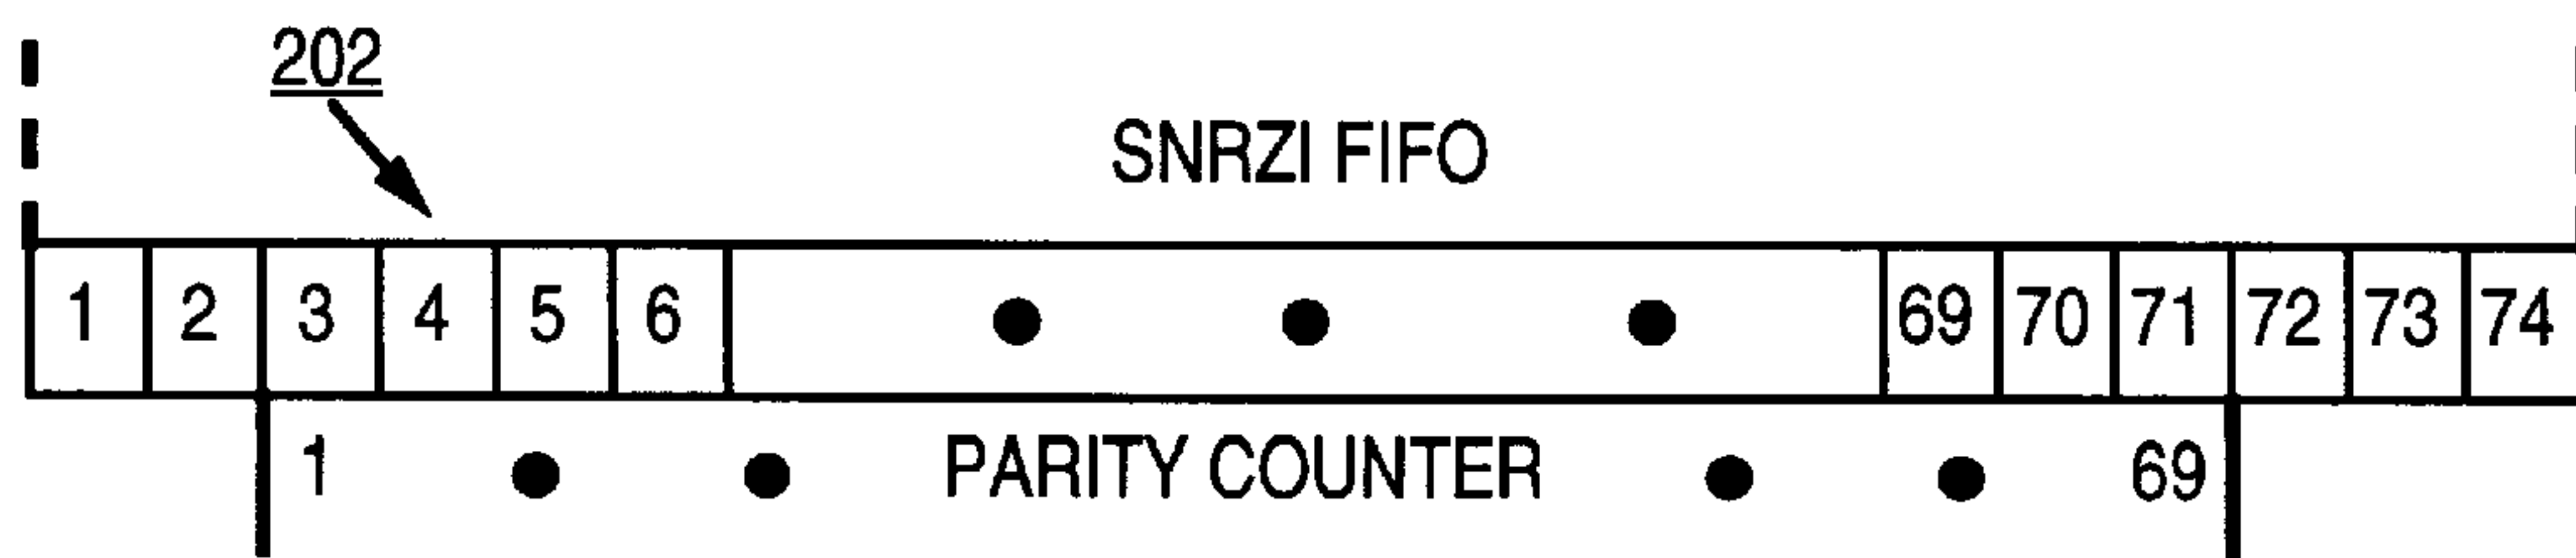 202
SNRZI FIFO
1 2 3 4 5 6 69 70 71 72 73 74
1 PARITY COUNTER 69